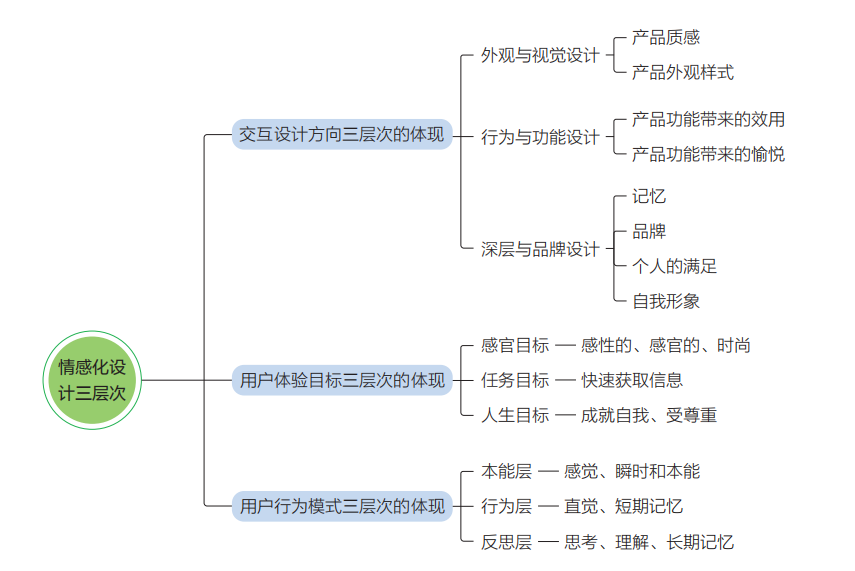 情感化设
计三层次
交互设计方向三层次的体现
外观与视觉设计
产品质感
产品外观样式
行为与功能设计
产品功能带来的效用
产品功能带来的愉悦
深层与品牌设计
记忆
品牌
个人的满足
自我形象
用户体验目标三层次的体现
感官目标
感性的、感官的、时尚
任务目标
快速获取信息
人生目标
成就自我、受尊重
用户行为模式三层次的体现
本能层
感觉、瞬时和本能
行为层
直觉、短期记忆
反思层
思考、理解、长期记忆